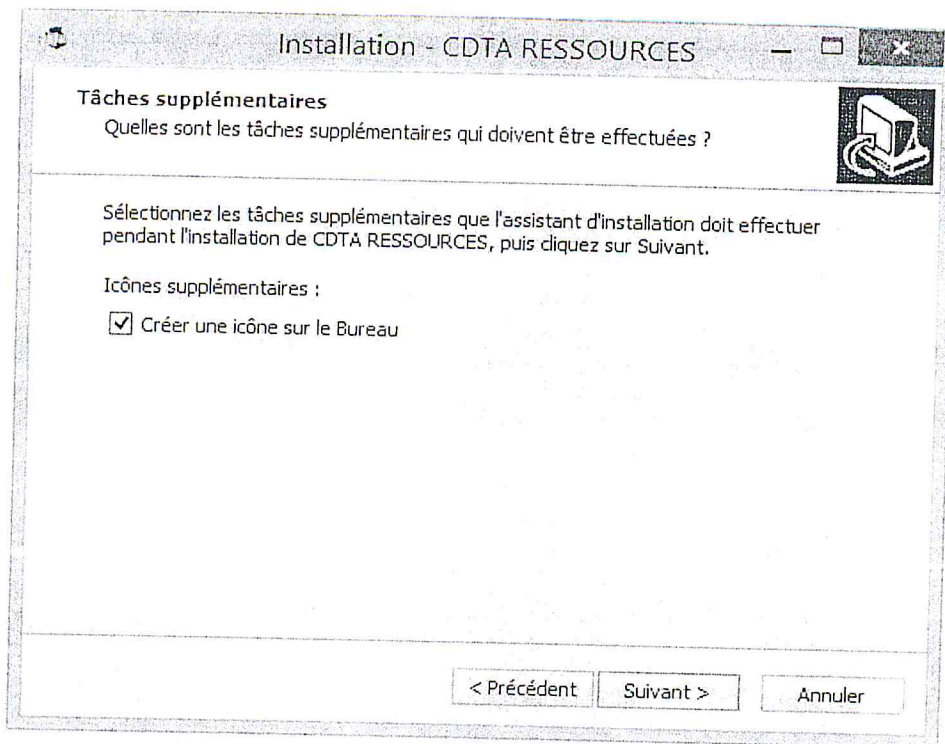 Installation - CDTA RESSOURCES
Tâches supplémentaires
Quelles sont les tâches supplémentaires qui doivent être effectuées ?
Sélectionnez les tâches supplémentaires que l'assistant d'installation doit effectuer
pendant l'installation de CDTA RESSOURCES, puis cliquez sur Suivant.
Icônes supplémentaires :
Créer une icône sur le Bureau
< Précédent Suivant > Annuler